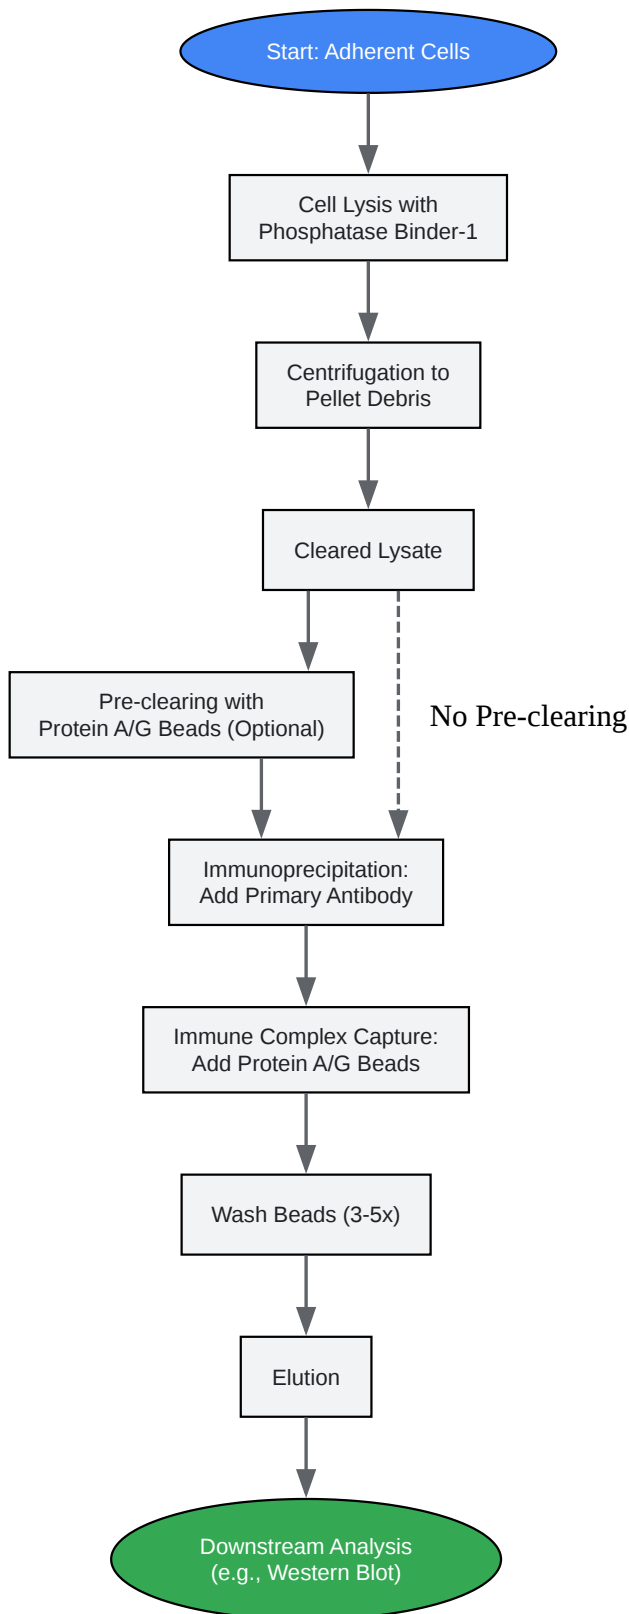 Start: Adherent Cells
Cell Lysis with
Phosphatase Binder-1
Centrifugation to
Pellet Debris
Cleared Lysate
Pre-clearing with
Protein A/G Beads (Optional)
No Pre-clearing
Immunoprecipitation:
Add Primary Antibody
Immune Complex Capture:
Add Protein A/G Beads
Wash Beads (3-5x)
Elution
Downstream Analysis
(e.g., Western Blot)